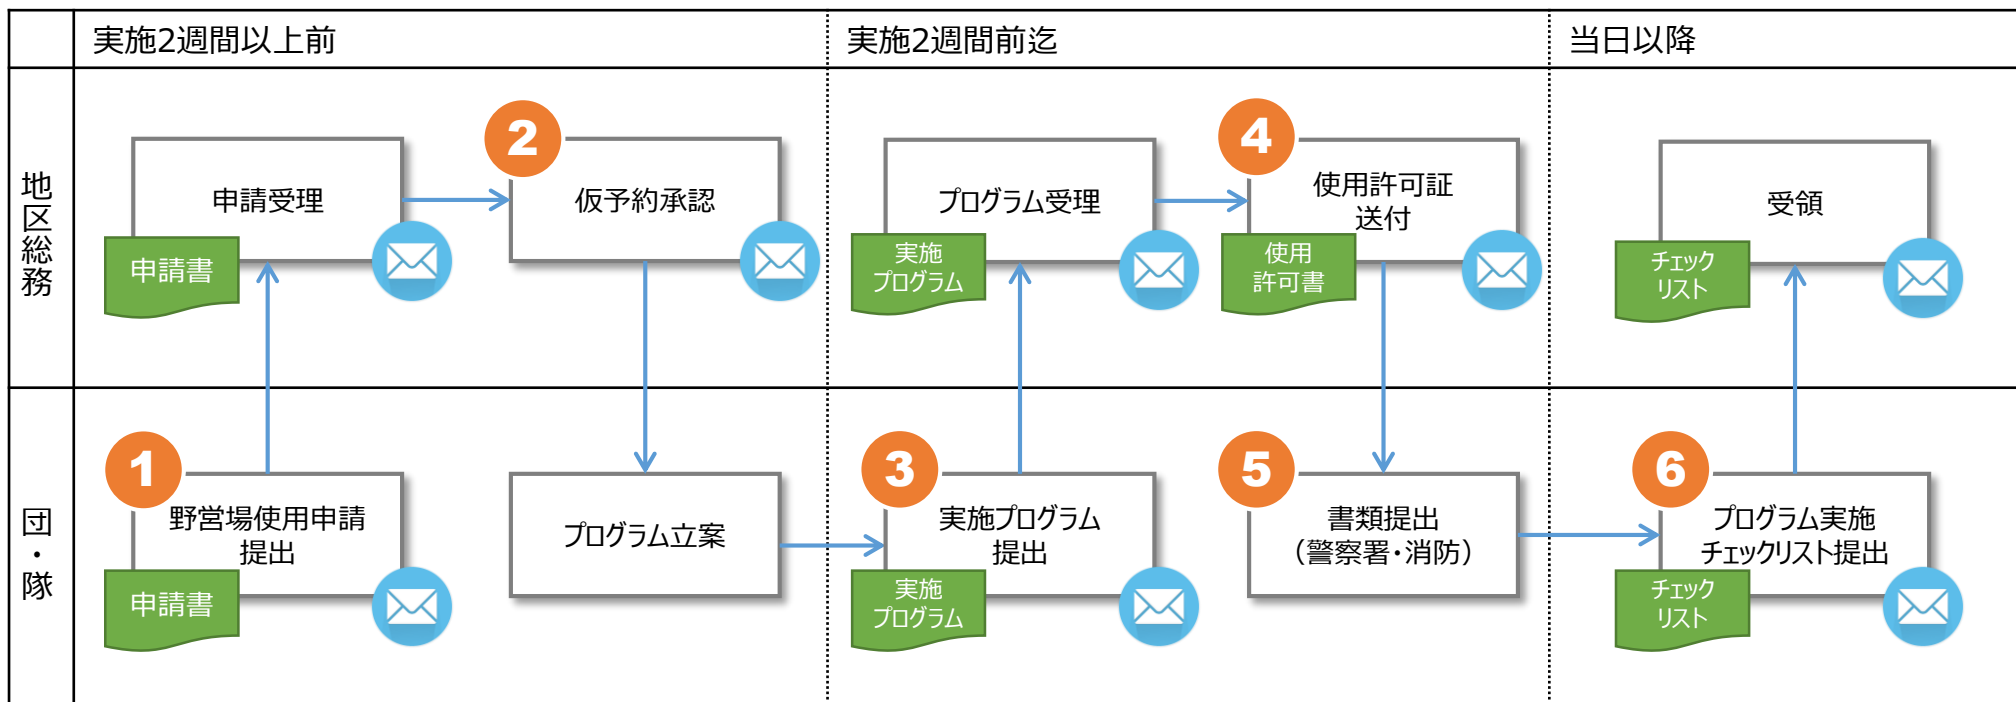 実施2週間以上前
実施2週間前迄
当日以降
地区総務
申請受理
申請書
2
仮予約承認
プログラム受理
実施
プログラム
4
使用許可証
送付
使用
許可書
受領
チェック
リスト
団・隊
1
野営場使用申請
提出
申請書
プログラム立案
3
実施プログラム
提出
実施
プログラム
5
書類提出
（警察署・消防）
6
プログラム実施
チェックリスト提出
チェック
リスト